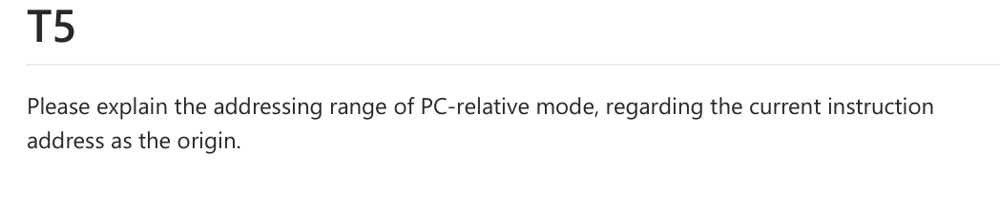 T5
Please explain the addressing range of PC-relative mode, regarding the current instruction
address as the origin.